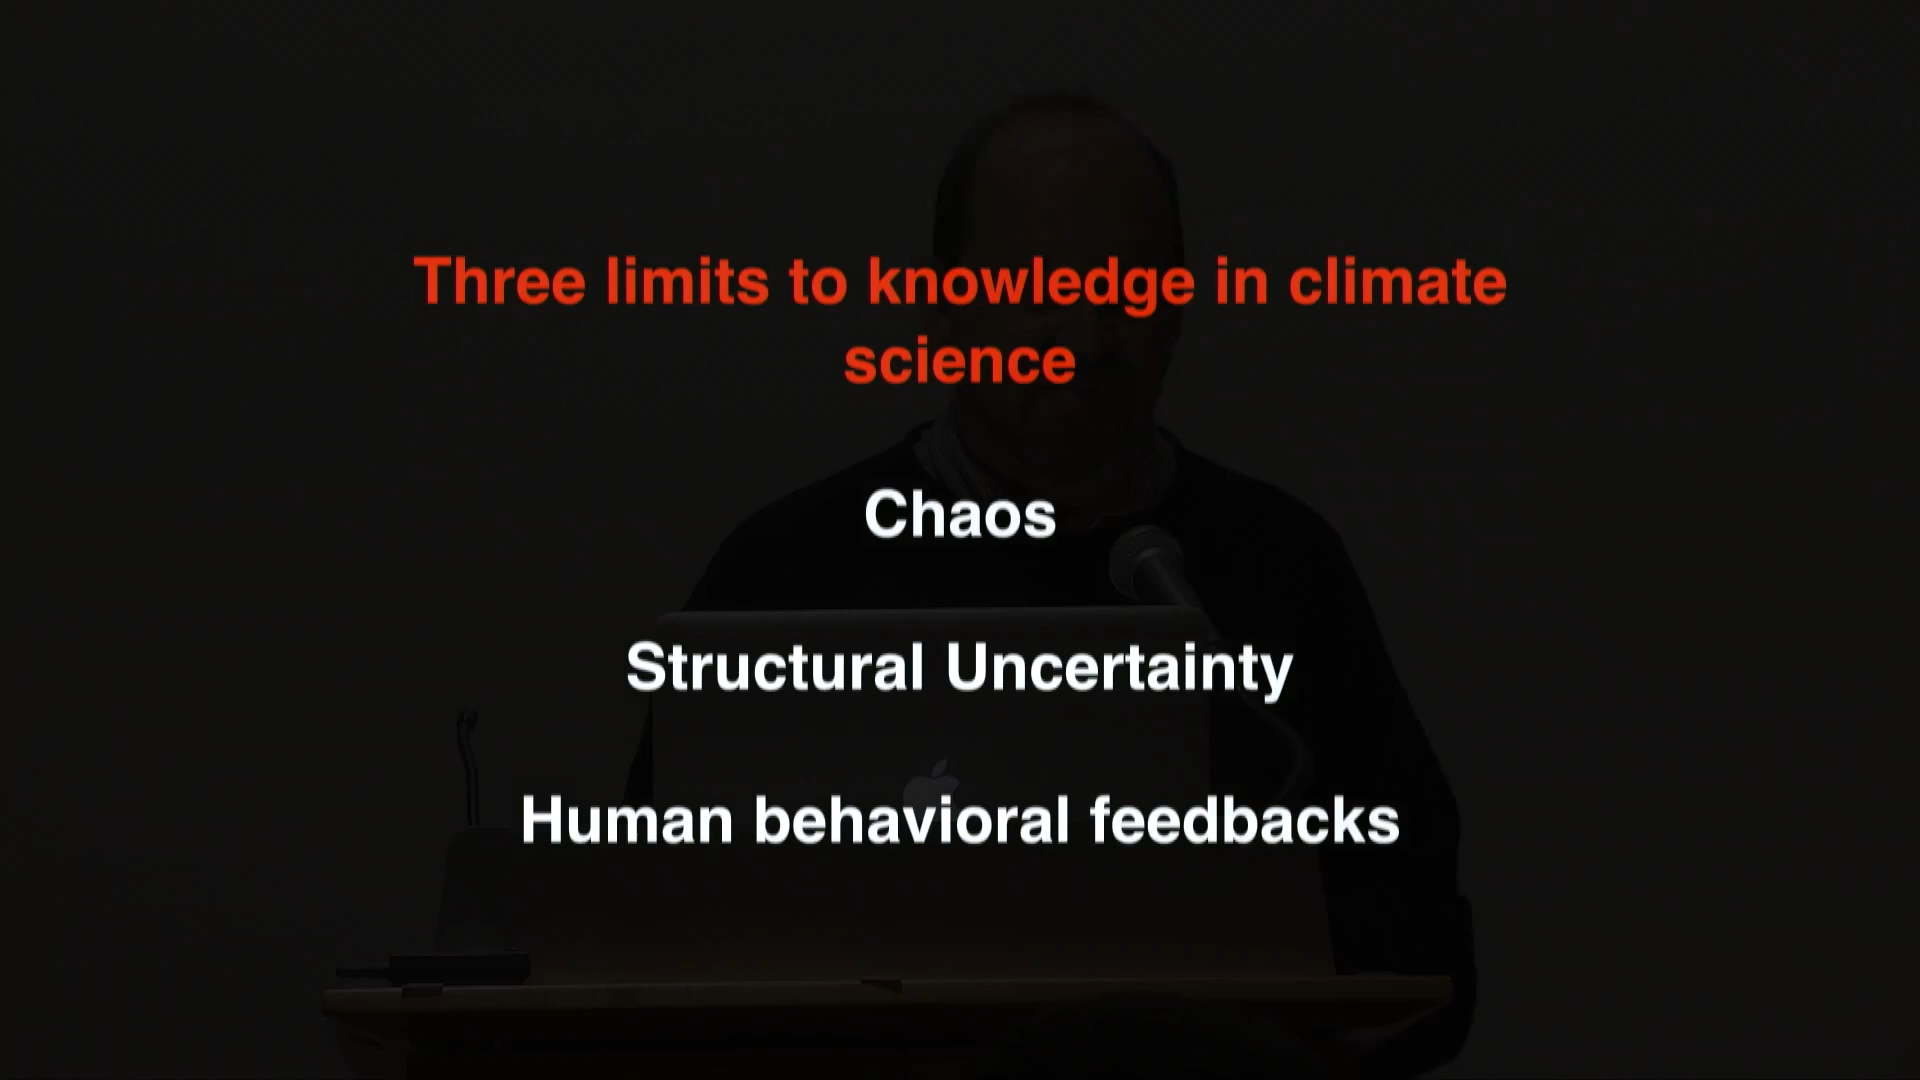 Three limits to knowledge in climate
science
Chaos
Structural Uncertainty
Human behavioral feedbacks